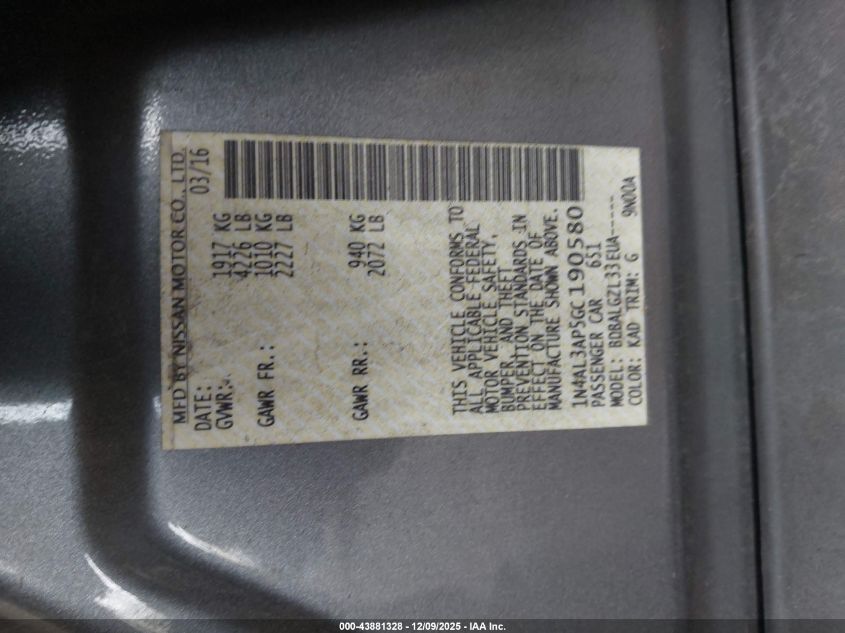 MFD BY NISSAN MOTOR CO., LTD.
DATE: 03/16
GVWR: 1917 KG
4226 LB
GAWR FR.: 1010 KG
2227 LB
GAWR RR.: 940 KG
2072 LB
THIS VEHICLE CONFORMS TO
ALL APPLICABLE FEDERAL
MOTOR VEHICLE SAFETY,
BUMPER, AND THEFT
PREVENTION STANDARDS IN
EFFECT ON THE DATE OF
MANUFACTURE SHOWN ABOVE.
1N4AL3AP5GC190580
PASSENGER CAR 6S1
MODEL: BDBALGZL33EUA-----
COLOR: KAD TRIM: G 9N00A
000-43881328 - 12/09/2025 - IAA Inc.